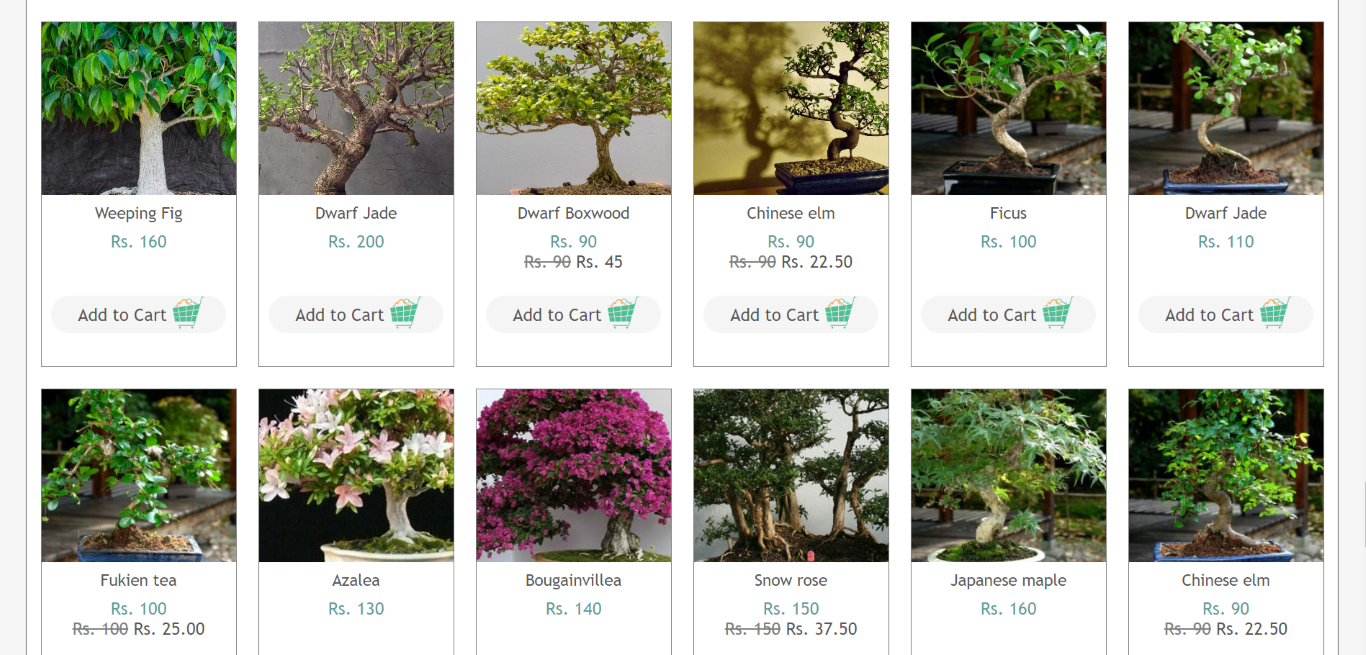 Weeping Fig
Rs. 160
Add to Cart
Dwarf Jade
Rs. 200
Add to Cart
Dwarf Boxwood
Rs. 90
Rs. 90 Rs. 45
Add to Cart
Chinese elm
Rs. 90
Rs. 90 Rs. 22.50
Add to Cart
Ficus
Rs. 100
Add to Cart
Dwarf Jade
Rs. 110
Add to Cart
Fukien tea
Rs. 100
Rs. 100 Rs. 25.00
Azalea
Rs. 130
Bougainvillea
Rs. 140
Snow rose
Rs. 150
Rs. 150 Rs. 37.50
Japanese maple
Rs. 160
Chinese elm
Rs. 90
Rs. 90 Rs. 22.50